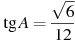 tgA = √6/12